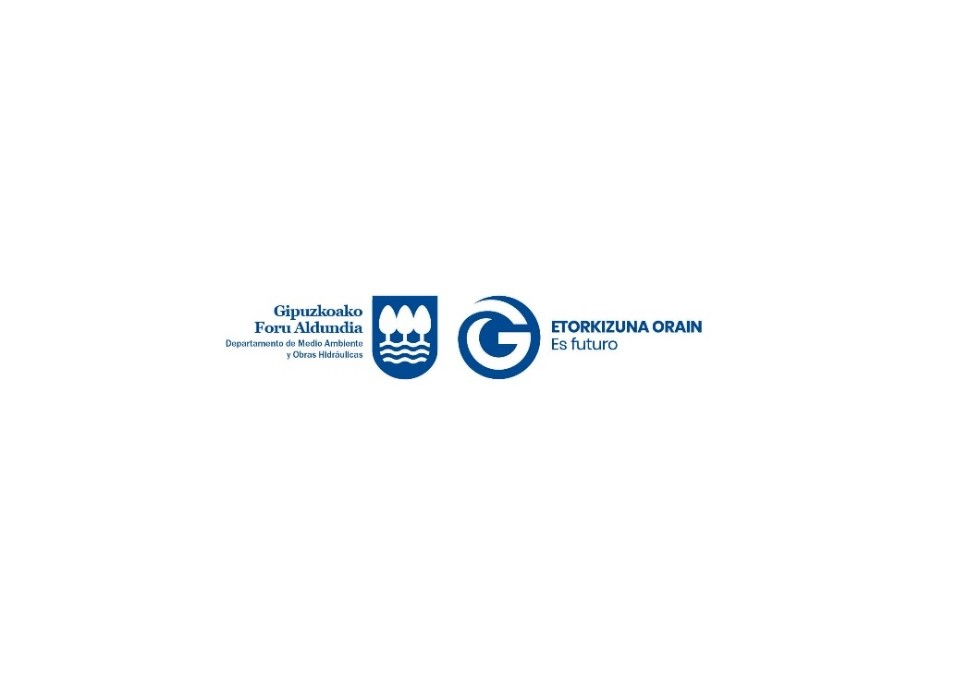 Gipuzkoako
Foru Aldundia
Departamento de Medio Ambiente
y Obras Hidráulicas
ETORKIZUNA ORAIN
Es futuro